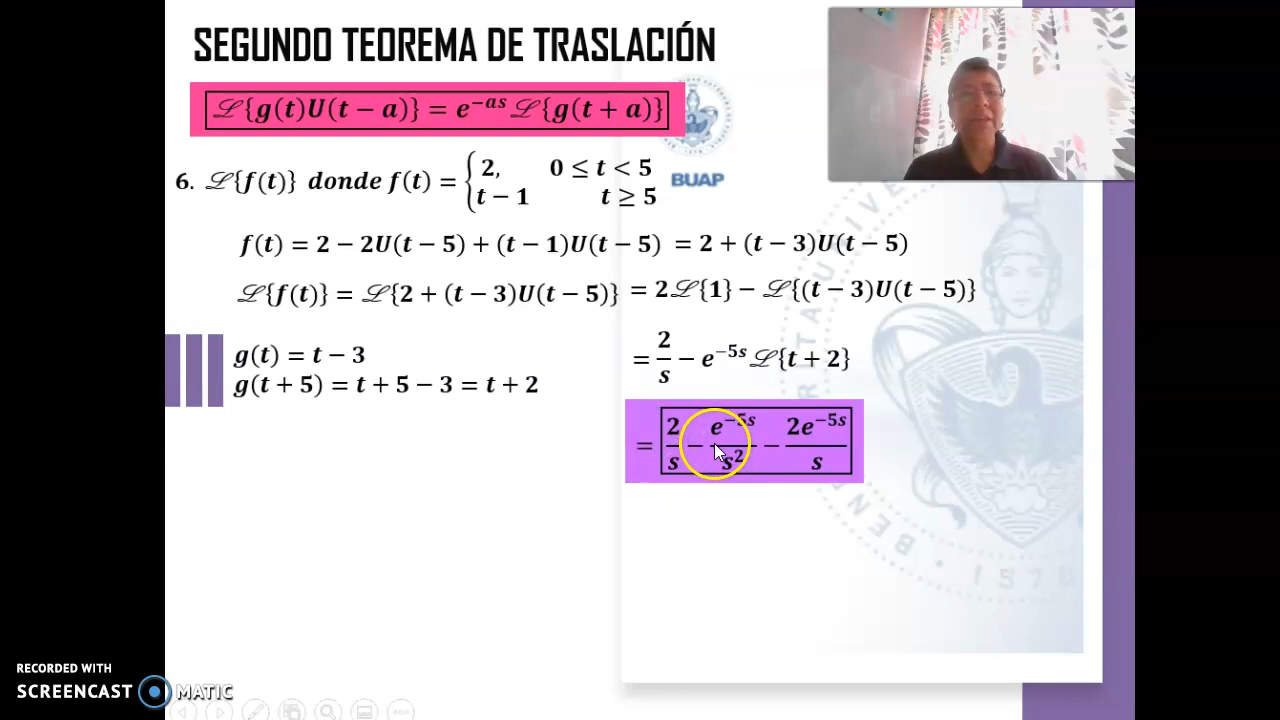 SEGUNDO TEOREMA DE TRASLACIÓN
ℒ{g(t)U(t − a)} = e^{−as} ℒ{g(t + a)}
6. ℒ{f(t)} donde f(t) = { 2, 0 ≤ t < 5
t − 1 t ≥ 5
BUAP
f(t) = 2 − 2U(t − 5) + (t − 1)U(t − 5) = 2 + (t − 3)U(t − 5)
ℒ{f(t)} = ℒ{2 + (t − 3)U(t − 5)} = 2ℒ{1} − ℒ{(t − 3)U(t − 5)}
g(t) = t − 3
g(t + 5) = t + 5 − 3 = t + 2
= 2/s − e^{−5s} ℒ{t + 2}
= 2/s − e^{−5s}/s² − 2e^{−5s}/s
RECORDED WITH
SCREENCAST MATIC